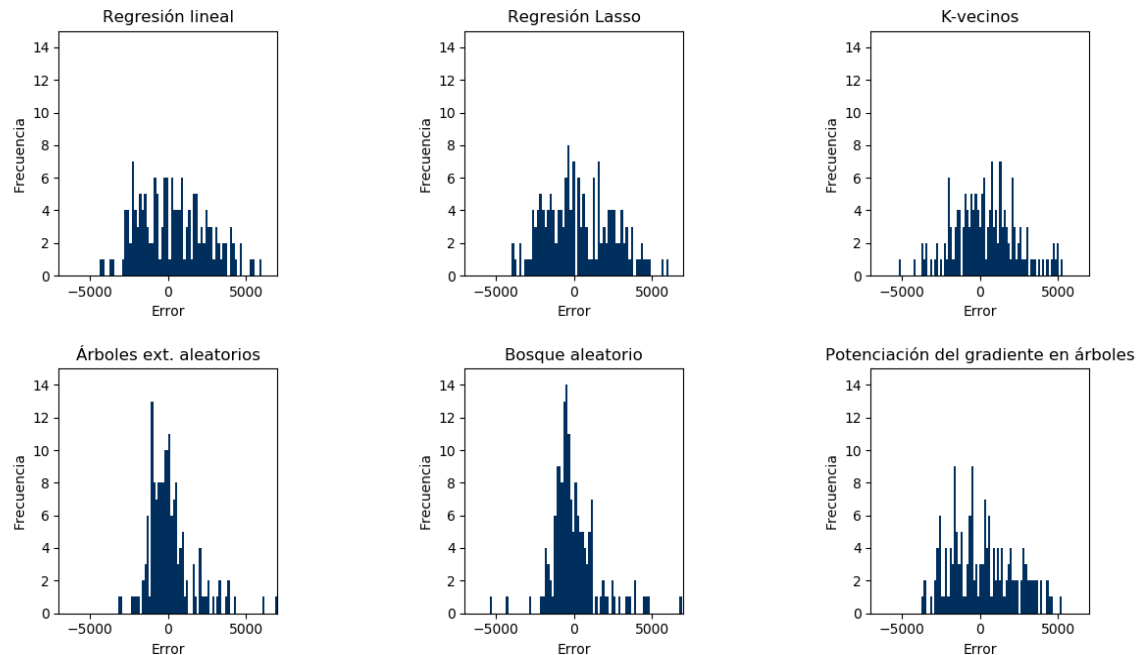 Regresión lineal
14
12
10
8
6
4
2
0
Frecuencia
−5000 0 5000
Error
Regresión Lasso
14
12
10
8
6
4
2
0
Frecuencia
−5000 0 5000
Error
K-vecinos
14
12
10
8
6
4
2
0
Frecuencia
−5000 0 5000
Error
Árboles ext. aleatorios
14
12
10
8
6
4
2
0
Frecuencia
−5000 0 5000
Error
Bosque aleatorio
14
12
10
8
6
4
2
0
Frecuencia
−5000 0 5000
Error
Potenciación del gradiente en árboles
14
12
10
8
6
4
2
0
Frecuencia
−5000 0 5000
Error